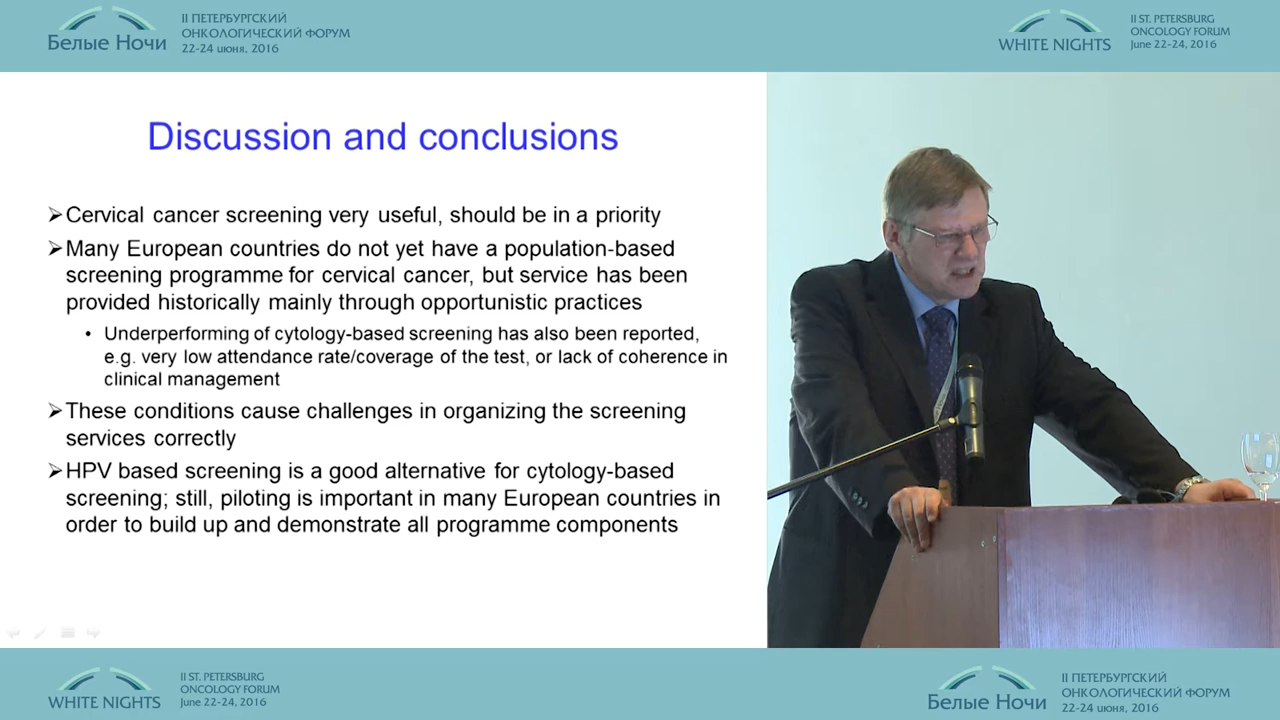 Белые Ночи
II ПЕТЕРБУРГСКИЙ
ОНКОЛОГИЧЕСКИЙ ФОРУМ
22-24 июня, 2016
WHITE NIGHTS
II ST. PETERSBURG
ONCOLOGY FORUM
June 22-24, 2016
Discussion and conclusions
➢Cervical cancer screening very useful, should be in a priority
➢Many European countries do not yet have a population-based
screening programme for cervical cancer, but service has been
provided historically mainly through opportunistic practices
• Underperforming of cytology-based screening has also been reported,
e.g. very low attendance rate/coverage of the test, or lack of coherence in
clinical management
➢These conditions cause challenges in organizing the screening
services correctly
➢HPV based screening is a good alternative for cytology-based
screening; still, piloting is important in many European countries in
order to build up and demonstrate all programme components
WHITE NIGHTS
II ST. PETERSBURG
ONCOLOGY FORUM
June 22-24, 2016
Белые Ночи
II ПЕТЕРБУРГСКИЙ
ОНКОЛОГИЧЕСКИЙ ФОРУМ
22-24 июня, 2016